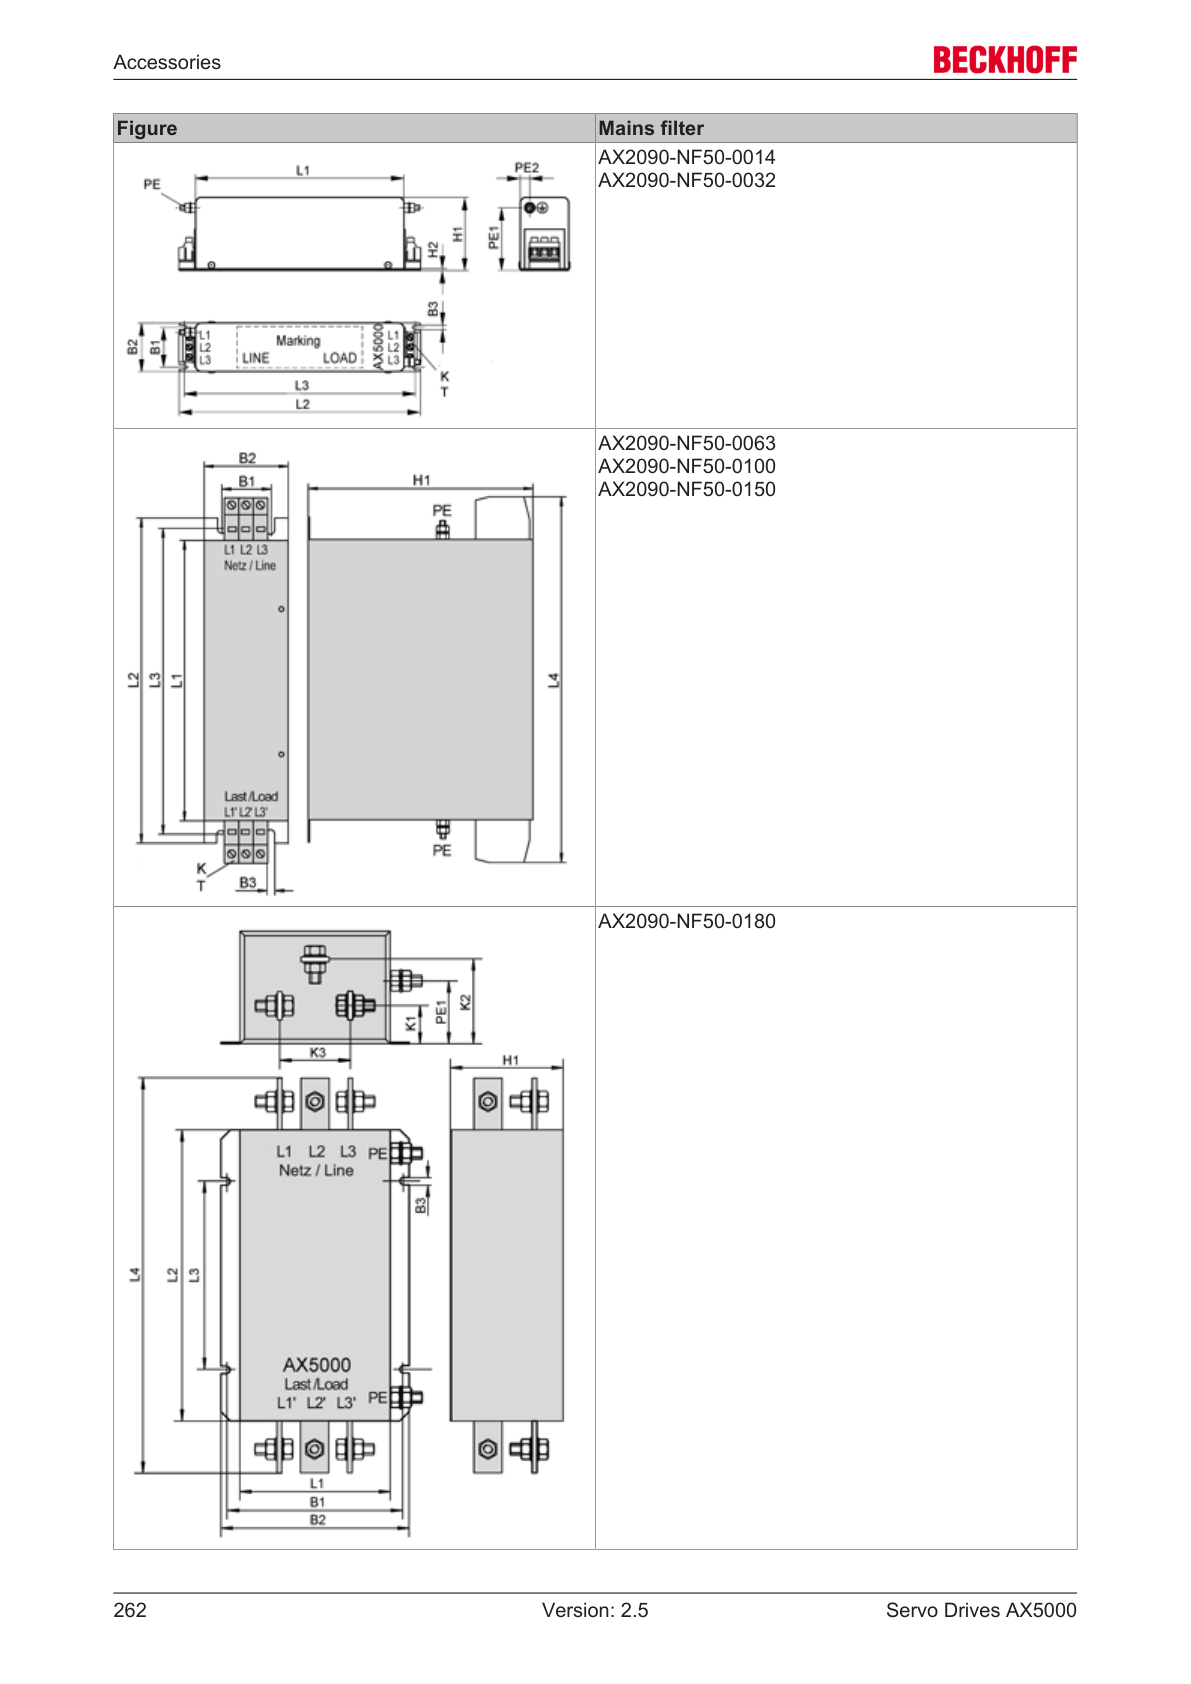 Accessories
BECKHOFF
Figure
Mains filter
L1
PE
H2
H1
PE2
PE1
AX2090-NF50-0014
AX2090-NF50-0032
B3
B2
B1
L1
L2
L3
Marking
LINE
LOAD
AX5000
L1
L2
L3
K
T
L3
L2
B2
B1
H1
PE
L1 L2 L3
Netz / Line
L2
L3
L1
L4
Last /Load
L1' L2' L3'
PE
K
T
B3
AX2090-NF50-0063
AX2090-NF50-0100
AX2090-NF50-0150
K1
PE1
K2
K3
H1
L1 L2 L3 PE
Netz / Line
B3
L4
L2
L3
AX5000
Last /Load
L1' L2' L3' PE
L1
B1
B2
AX2090-NF50-0180
262
Version: 2.5
Servo Drives AX5000